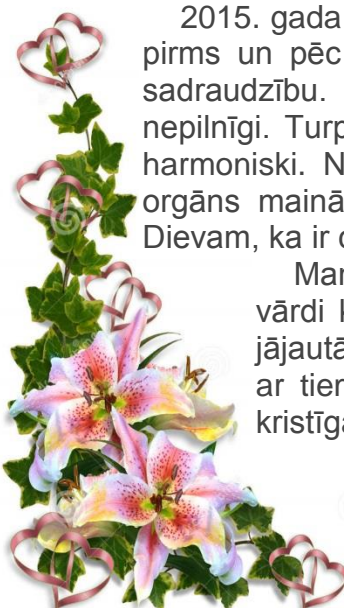 2015. gada
pirms un pēc
sadraudzību.
nepilnīgi. Turp
harmoniski. N
orgāns mainā
Dievam, ka ir
Mar
vārdi k
jājautā
ar tier
kristīga